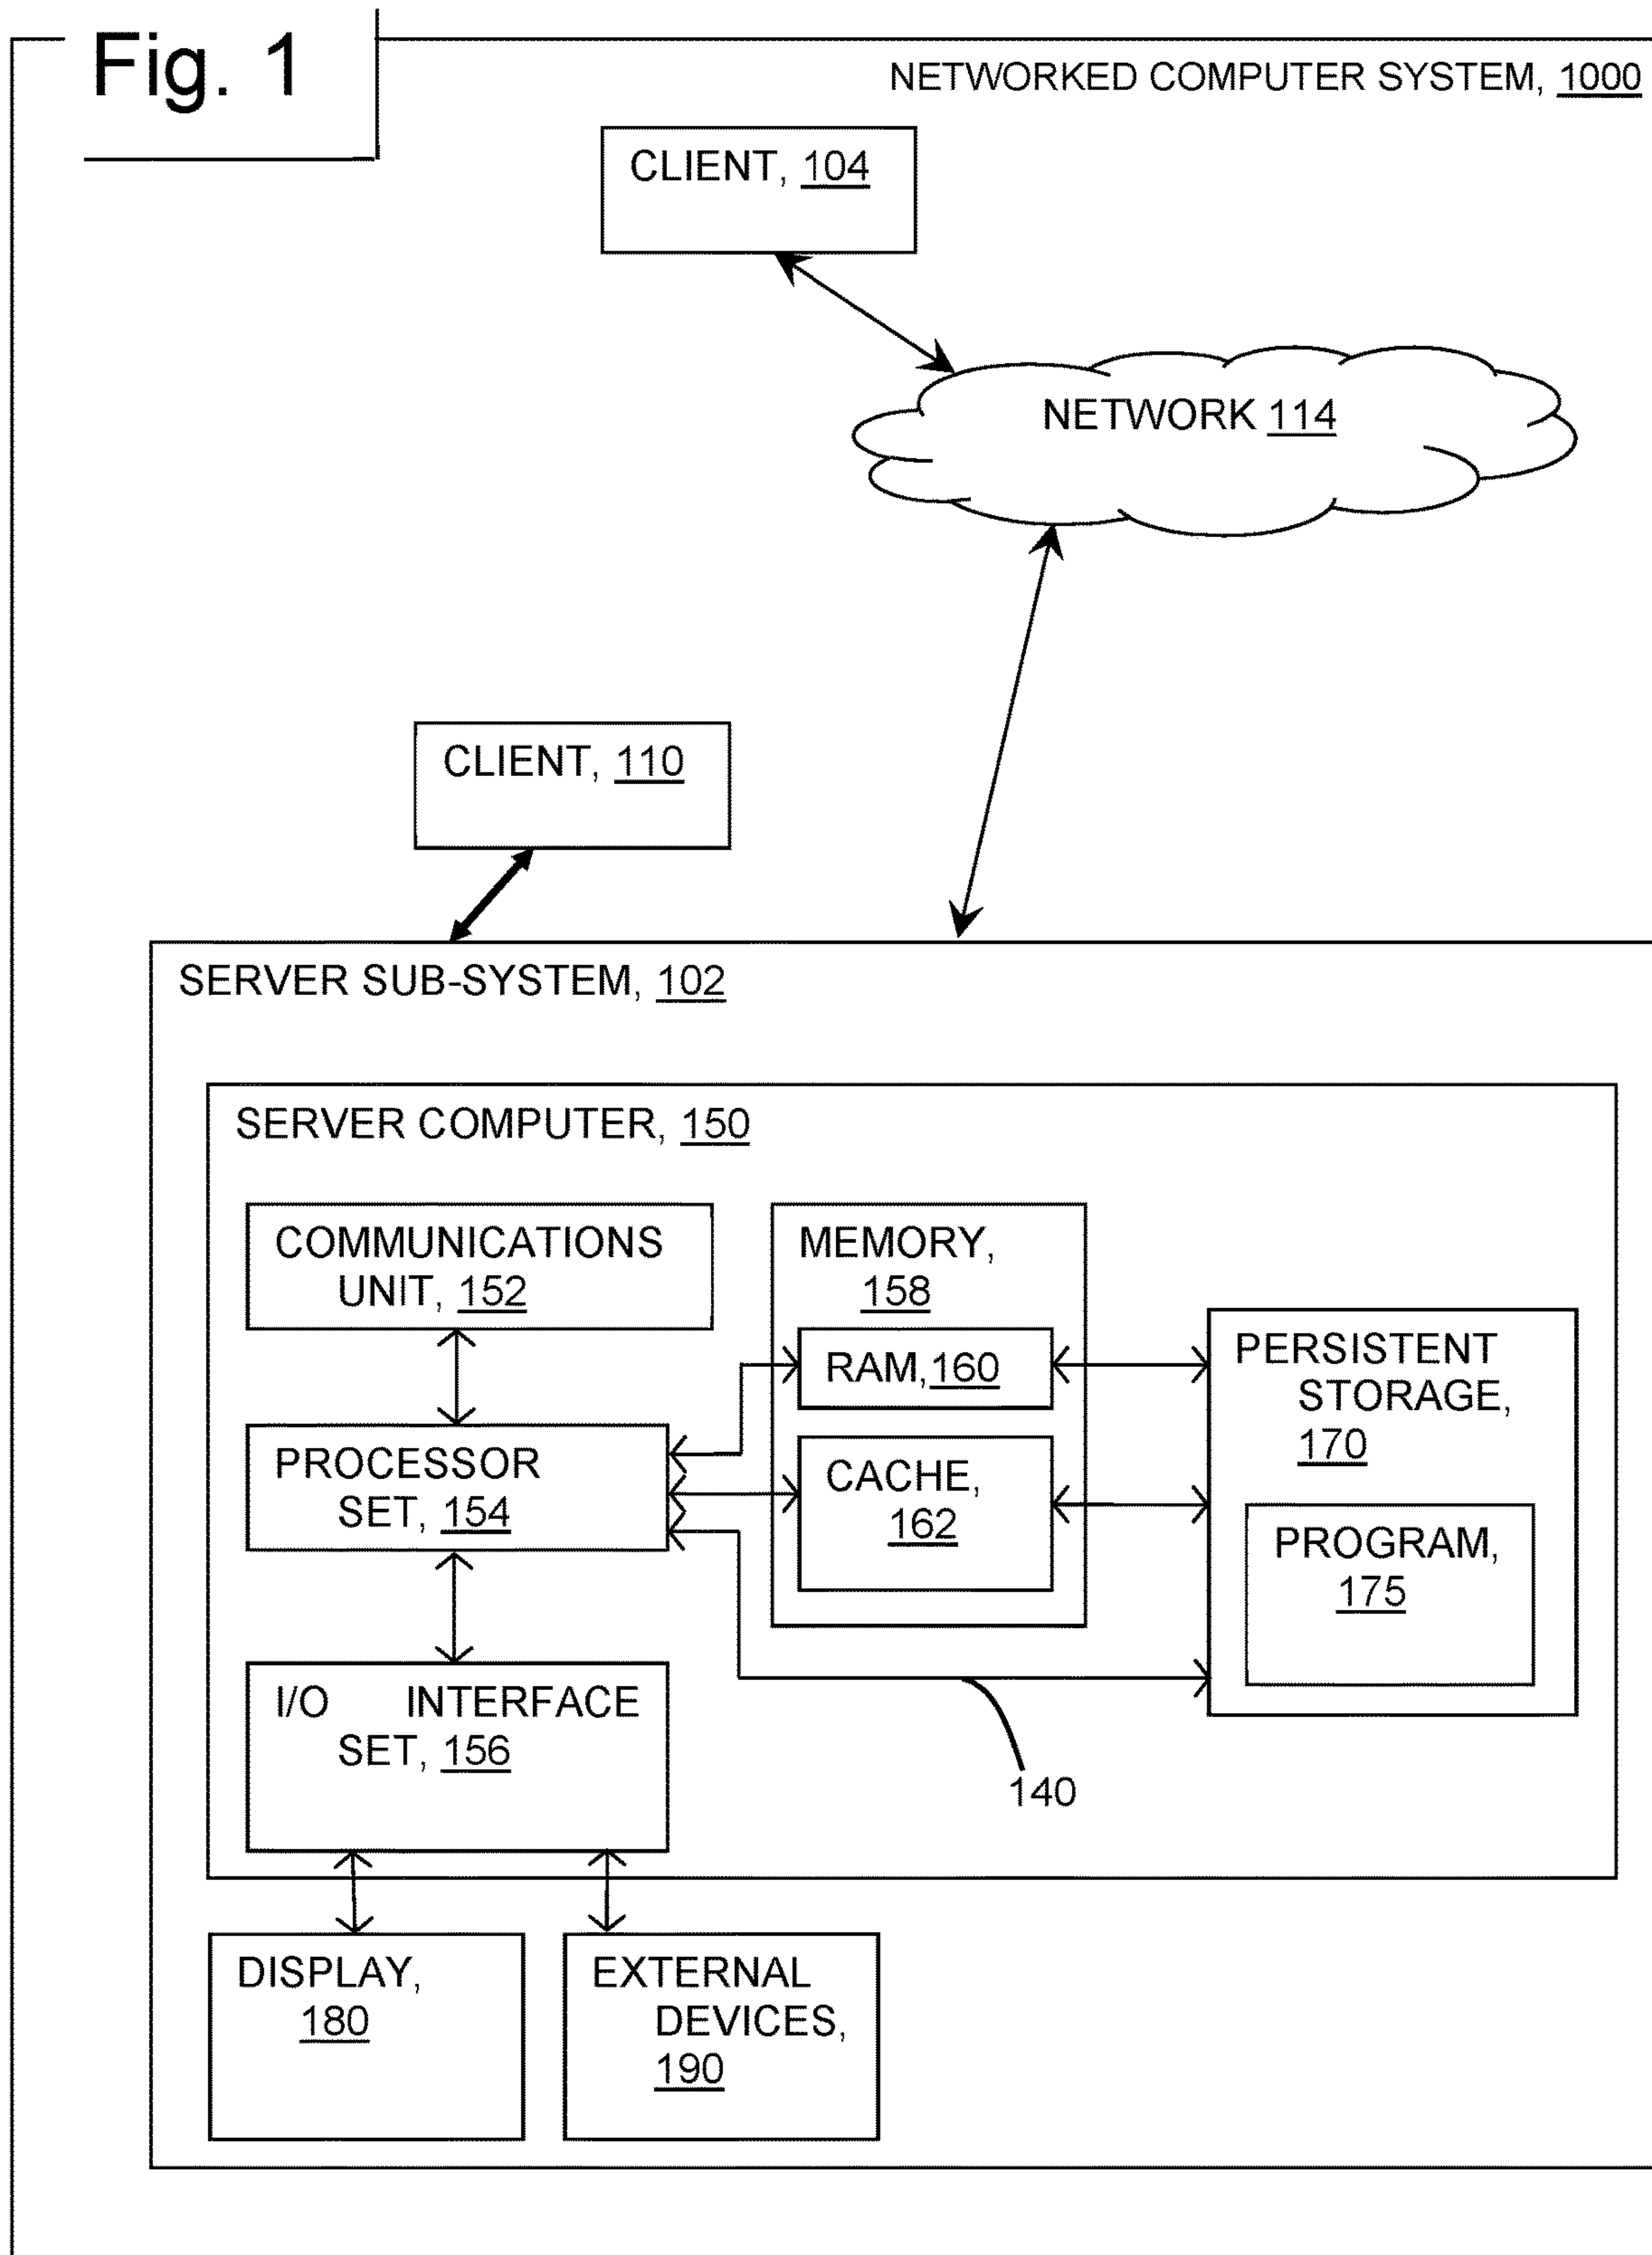 Fig. 1
NETWORKED COMPUTER SYSTEM, 1000
CLIENT, 104
NETWORK 114
CLIENT, 110
SERVER SUB-SYSTEM, 102
SERVER COMPUTER, 150
COMMUNICATIONS
UNIT, 152
MEMORY,
158
RAM, 160
PERSISTENT
STORAGE,
170
PROCESSOR
SET, 154
CACHE,
162
PROGRAM,
175
I/O INTERFACE
SET, 156
140
DISPLAY,
180
EXTERNAL
DEVICES,
190